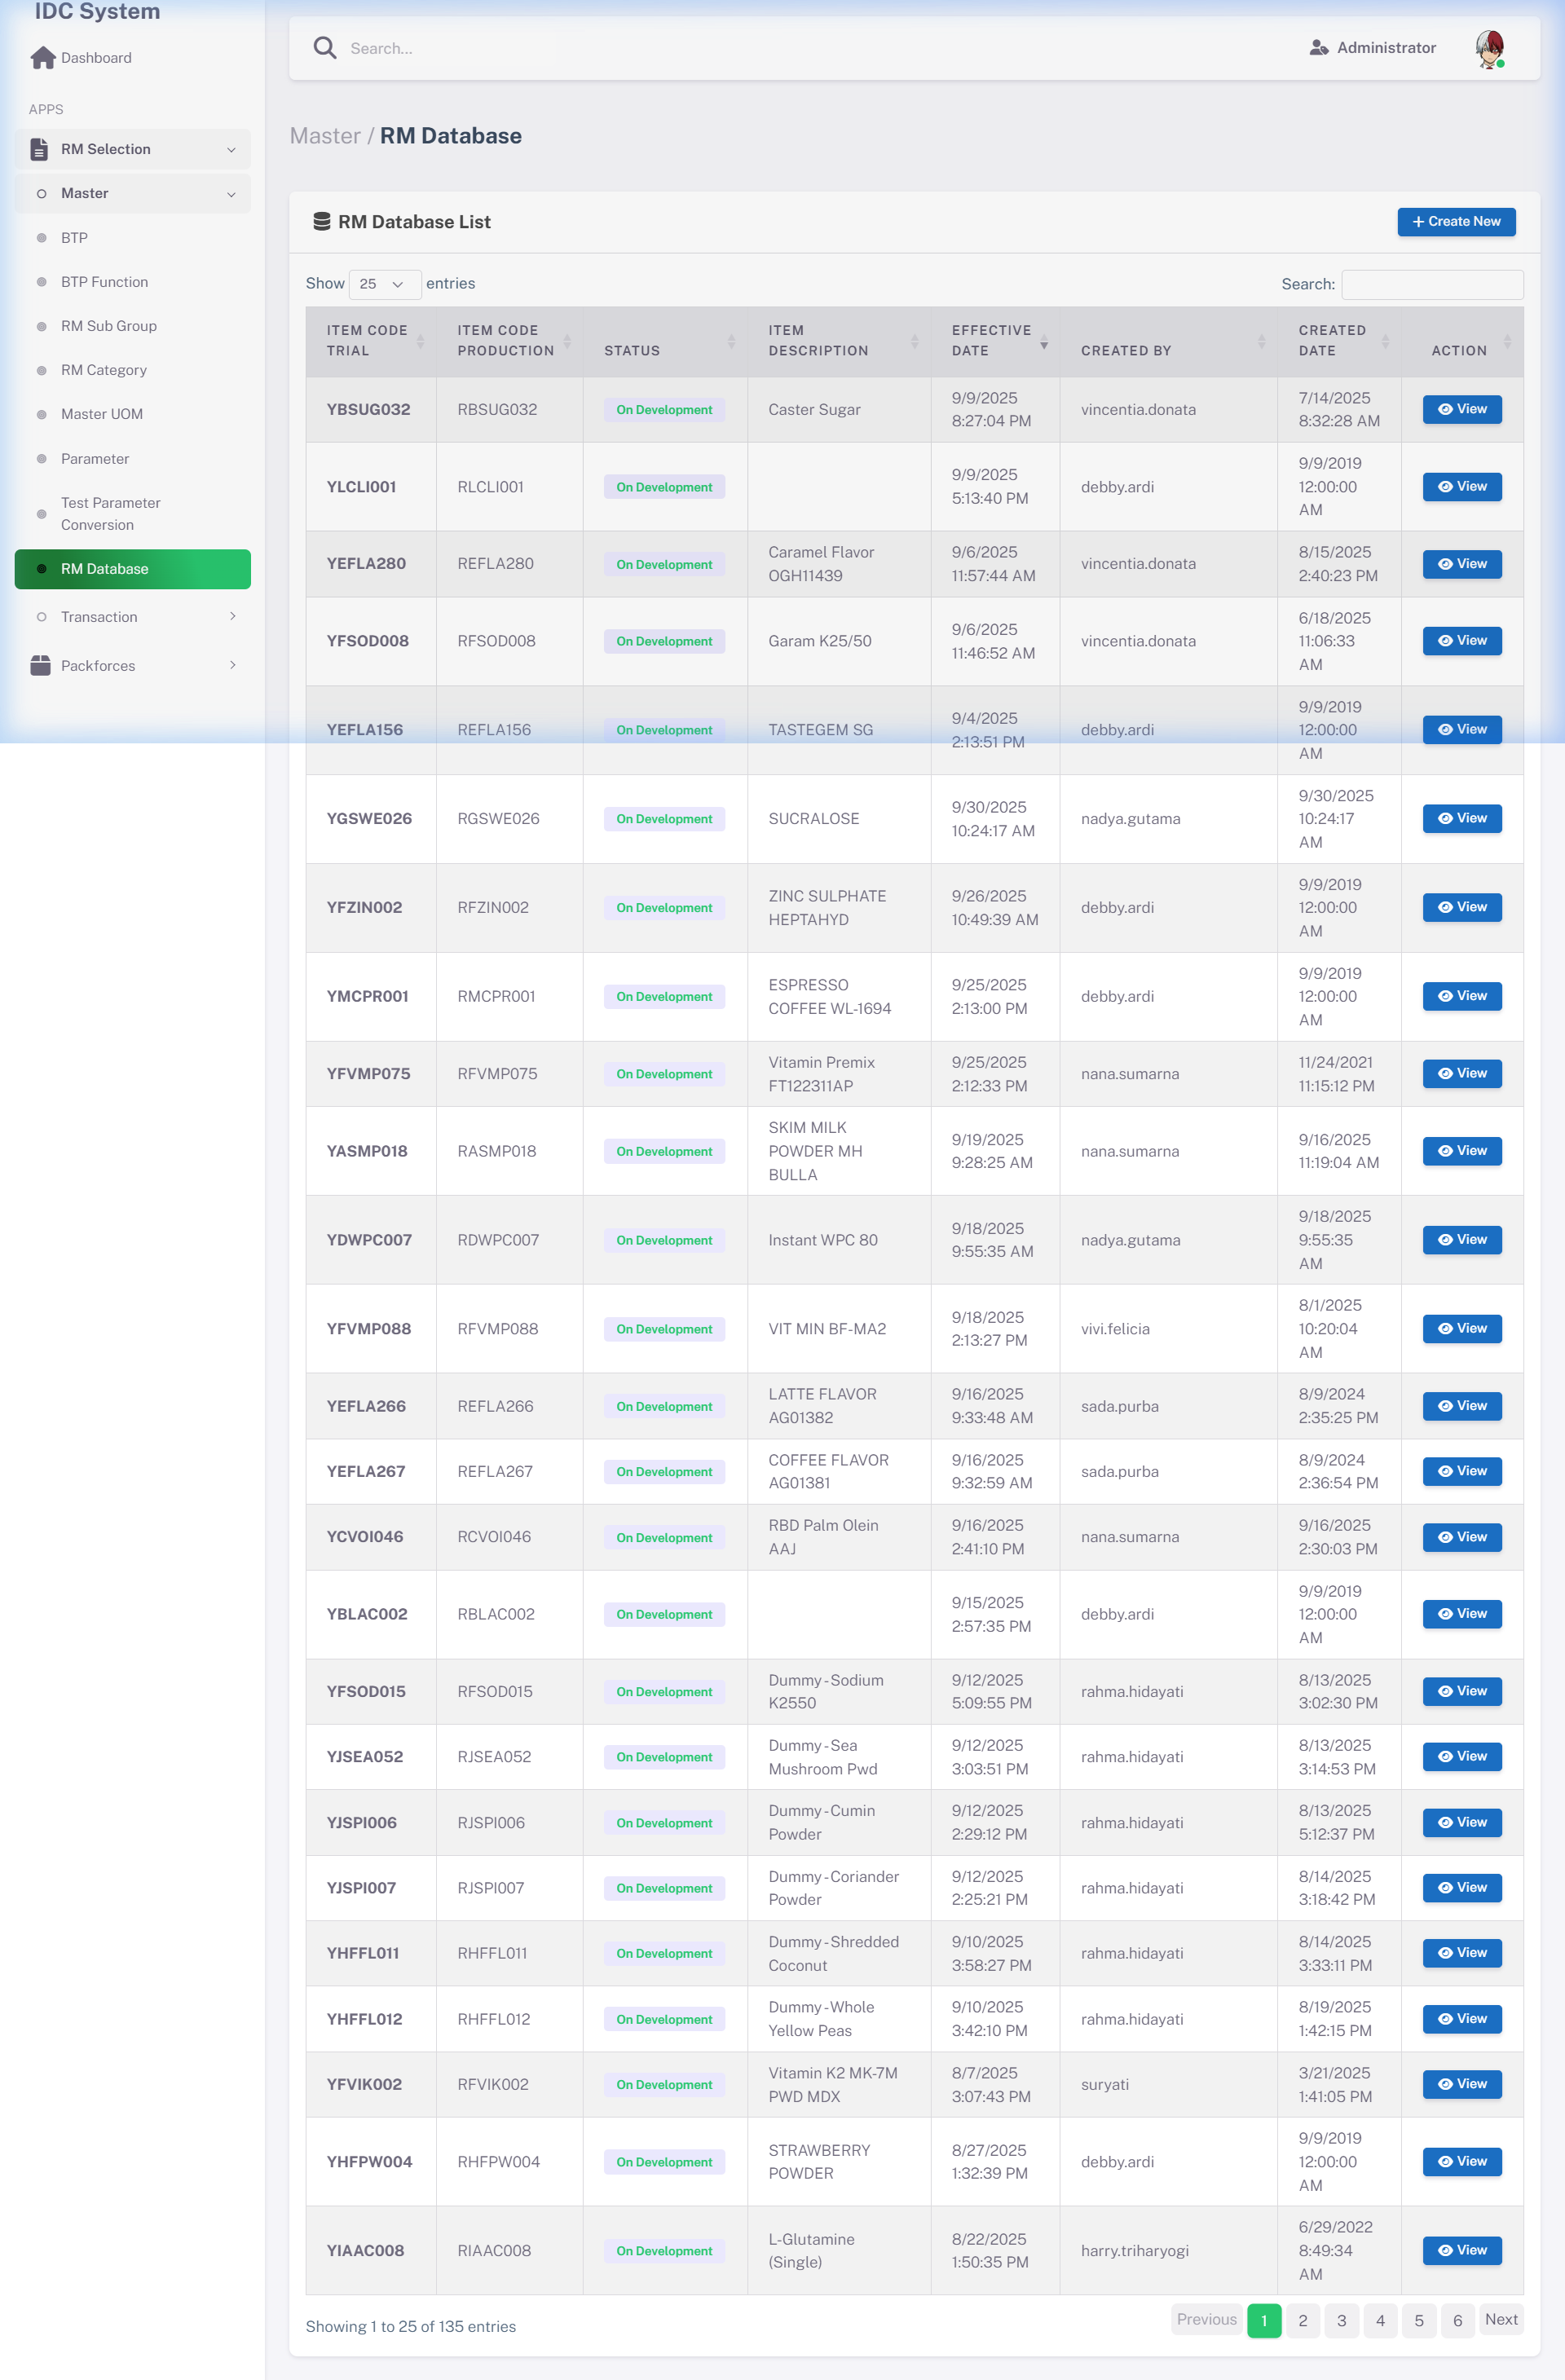 IDC System
Dashboard
APPS
RM Selection
Master
BTP
BTP Function
RM Sub Group
RM Category
Master UOM
Parameter
Test Parameter
Conversion
RM Database
Transaction
Packforces
Search...
Administrator
Master / RM Database
RM Database List
+ Create New
Show 25 entries
Search:
ITEM CODE TRIAL ITEM CODE PRODUCTION STATUS ITEM DESCRIPTION EFFECTIVE DATE CREATED BY CREATED DATE ACTION
YBSUG032 RBSUG032 On Development Caster Sugar 9/9/2025 8:27:04 PM vincentia.donata 7/14/2025 8:32:28 AM View
YLCLI001 RLCLI001 On Development 9/9/2025 5:13:40 PM debby.ardi 9/9/2019 12:00:00 AM View
YEFLA280 REFLA280 On Development Caramel Flavor OGH11439 9/6/2025 11:57:44 AM vincentia.donata 8/15/2025 2:40:23 PM View
YFSOD008 RFSOD008 On Development Garam K25/50 9/6/2025 11:46:52 AM vincentia.donata 6/18/2025 11:06:33 AM View
YEFLA156 REFLA156 On Development TASTEGEM SG 9/4/2025 2:13:51 PM debby.ardi 9/9/2019 12:00:00 AM View
YGSWE026 RGSWE026 On Development SUCRALOSE 9/30/2025 10:24:17 AM nadya.gutama 9/30/2025 10:24:17 AM View
YFZIN002 RFZIN002 On Development ZINC SULPHATE HEPTAHYD 9/26/2025 10:49:39 AM debby.ardi 9/9/2019 12:00:00 AM View
YMCPR001 RMCPR001 On Development ESPRESSO COFFEE WL-1694 9/25/2025 2:13:00 PM debby.ardi 9/9/2019 12:00:00 AM View
YFVMP075 RFVMP075 On Development Vitamin Premix FT122311AP 9/25/2025 2:12:33 PM nana.sumarna 11/24/2021 11:15:12 PM View
YASMP018 RASMP018 On Development SKIM MILK POWDER MH BULLA 9/19/2025 9:28:25 AM nana.sumarna 9/16/2025 11:19:04 AM View
YDWPC007 RDWPC007 On Development Instant WPC 80 9/18/2025 9:55:35 AM nadya.gutama 9/18/2025 9:55:35 AM View
YFVMP088 RFVMP088 On Development VIT MIN BF-MA2 9/18/2025 2:13:27 PM vivi.felicia 8/1/2025 10:20:04 AM View
YEFLA266 REFLA266 On Development LATTE FLAVOR AG01382 9/16/2025 9:33:48 AM sada.purba 8/9/2024 2:35:25 PM View
YEFLA267 REFLA267 On Development COFFEE FLAVOR AG01381 9/16/2025 9:32:59 AM sada.purba 8/9/2024 2:36:54 PM View
YCVOI046 RCVOI046 On Development RBD Palm Olein AAJ 9/16/2025 2:41:10 PM nana.sumarna 9/16/2025 2:30:03 PM View
YBLAC002 RBLAC002 On Development 9/15/2025 2:57:35 PM debby.ardi 9/9/2019 12:00:00 AM View
YFSOD015 RFSOD015 On Development Dummy-Sodium K2550 9/12/2025 5:09:55 PM rahma.hidayati 8/13/2025 3:02:30 PM View
YJSEA052 RJSEA052 On Development Dummy-Sea Mushroom Pwd 9/12/2025 3:03:51 PM rahma.hidayati 8/13/2025 3:14:53 PM View
YJSPI006 RJSPI006 On Development Dummy-Cumin Powder 9/12/2025 2:29:12 PM rahma.hidayati 8/13/2025 5:12:37 PM View
YJSPI007 RJSPI007 On Development Dummy-Coriander Powder 9/12/2025 2:25:21 PM rahma.hidayati 8/14/2025 3:18:42 PM View
YHFFL011 RHFFL011 On Development Dummy-Shredded Coconut 9/10/2025 3:58:27 PM rahma.hidayati 8/14/2025 3:33:11 PM View
YHFFL012 RHFFL012 On Development Dummy-Whole Yellow Peas 9/10/2025 3:42:10 PM rahma.hidayati 8/19/2025 1:42:15 PM View
YFVIK002 RFVIK002 On Development Vitamin K2 MK-7M PWD MDX 8/7/2025 3:07:43 PM suryati 3/21/2025 1:41:05 PM View
YHFPW004 RHFPW004 On Development STRAWBERRY POWDER 8/27/2025 1:32:39 PM debby.ardi 9/9/2019 12:00:00 AM View
YIAAC008 RIAAC008 On Development L-Glutamine (Single) 8/22/2025 1:50:35 PM harry.triharyogi 6/29/2022 8:49:34 AM View
Showing 1 to 25 of 135 entries
Previous 1 2 3 4 5 6 Next